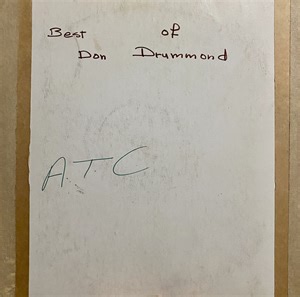 Best of
Don Drummond
A.T.C.